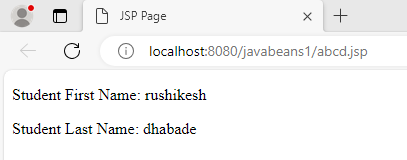 JSP Page
localhost:8080/javabeans1/abcd.jsp
Student First Name: rushikesh
Student Last Name: dhabade